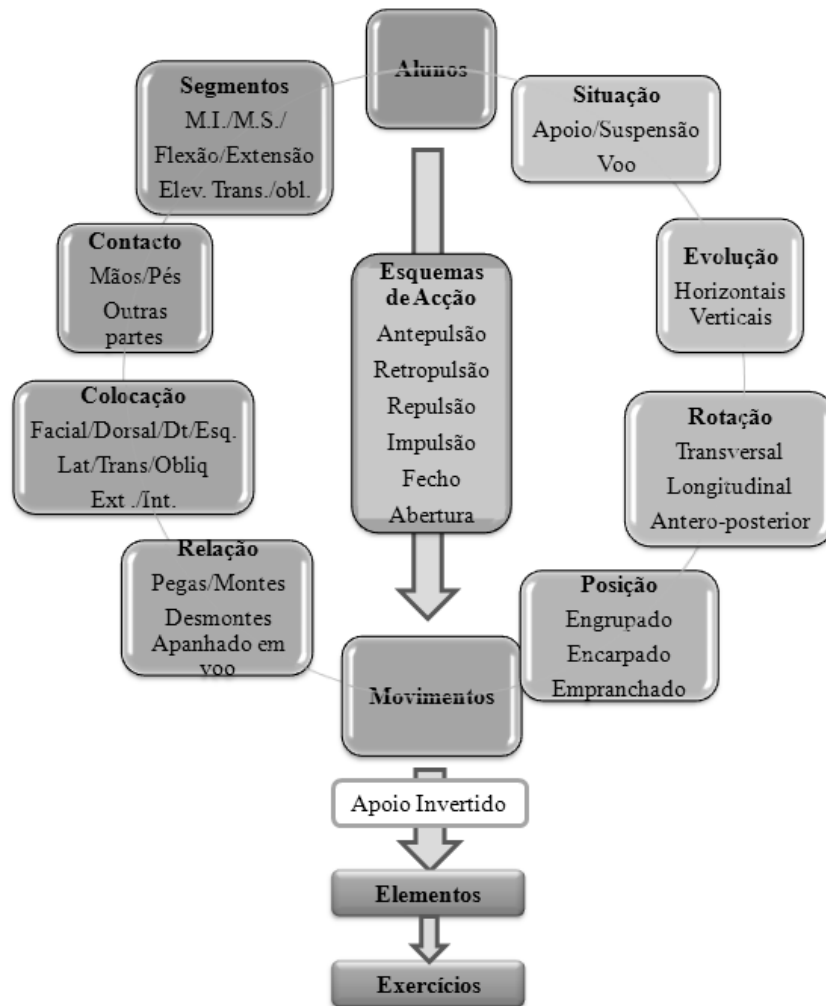 Alunos
Segmentos
M.I./M.S./
Flexão/Extensão
Elev. Trans./obl.
Situação
Apoio/Suspensão
Voo
Contacto
Mãos/Pés
Outras
partes
Esquemas
de Acção
Antepulsão
Retropulsão
Repulsão
Impulsão
Fecho
Abertura
Evolução
Horizontais
Verticais
Colocação
Facial/Dorsal/Dt/Esq.
Lat/Trans/Obliq
Ext ./Int.
Rotação
Transversal
Longitudinal
Antero-posterior
Relação
Pegas/Montes
Desmontes
Apanhado em
voo
Posição
Engrupado
Encarpado
Empranchado
Movimentos
Apoio Invertido
Elementos
Exercícios